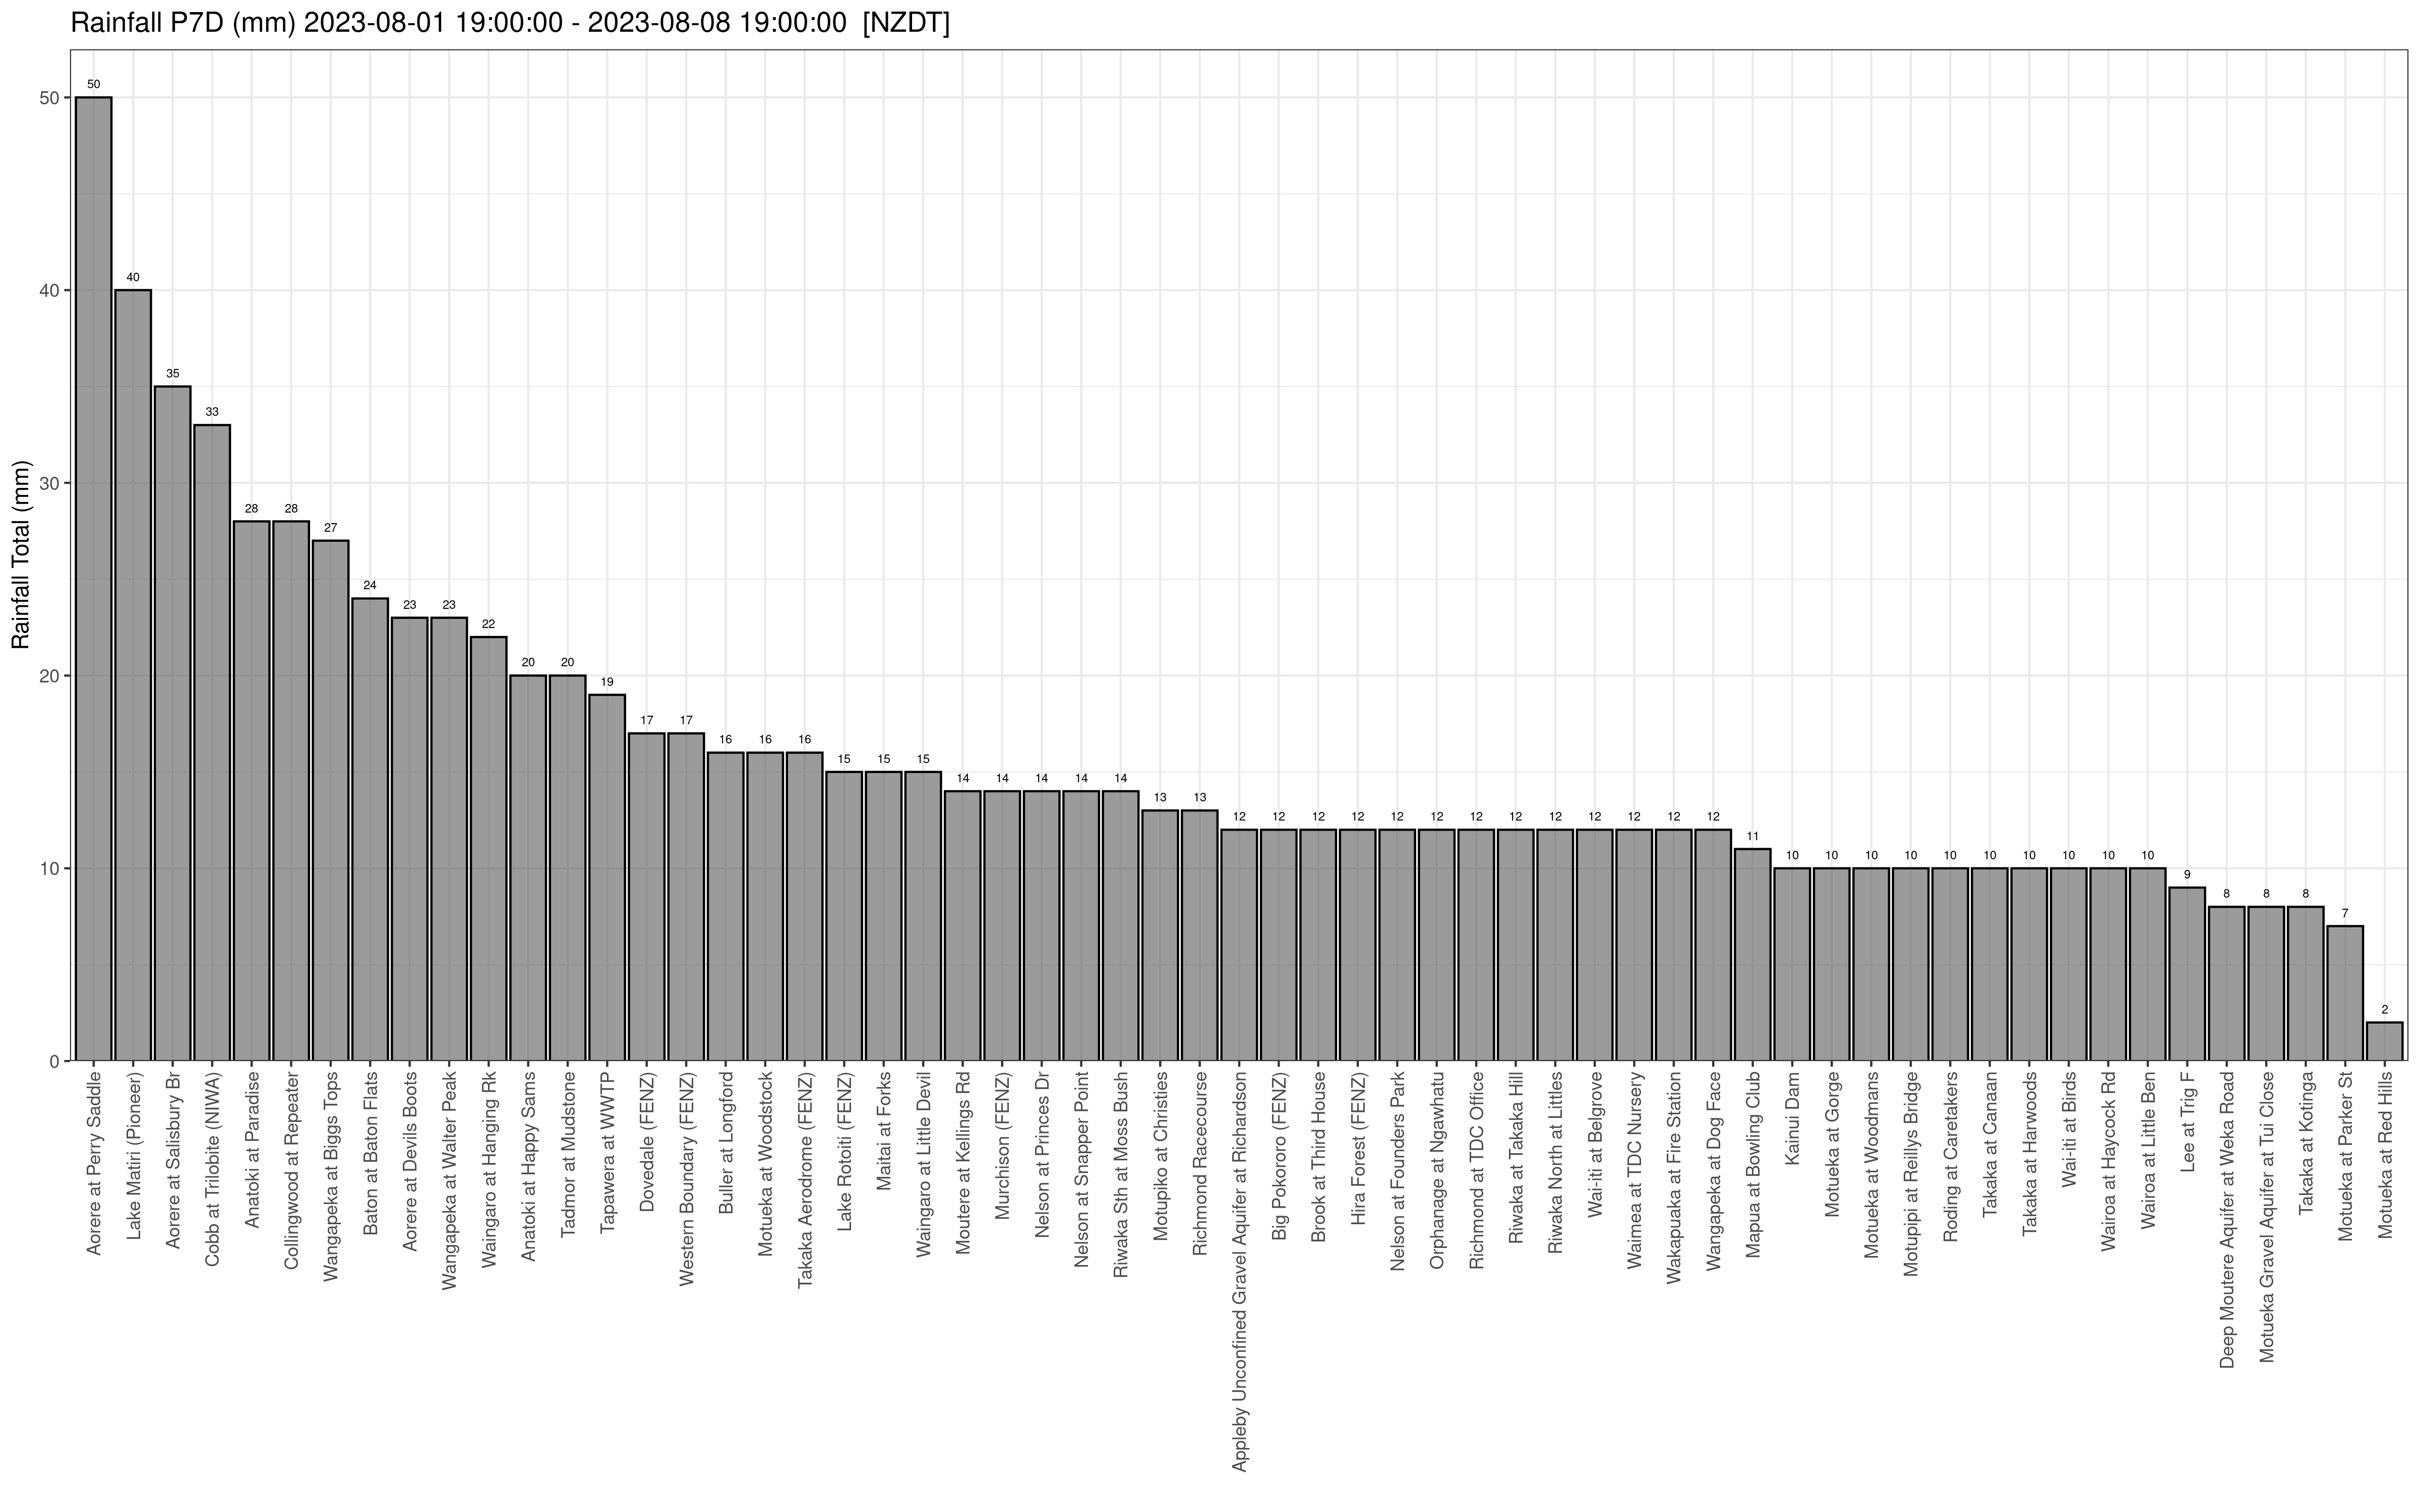 Rainfall P7D (mm) 2023-08-01 19:00:00 - 2023-08-08 19:00:00  [NZDT]
Rainfall Total (mm)
50
40
30
20
10
0
50
40
35
33
28
28
27
24
23
23
22
20
20
19
17
17
16
16
16
15
15
15
14
14
14
14
14
13
13
12
12
12
12
12
12
12
12
12
12
12
12
12
11
10
10
10
10
10
10
10
10
10
10
9
8
8
8
7
2
Aorere at Perry Saddle
Lake Matiri (Pioneer)
Aorere at Salisbury Br
Cobb at Trilobite (NIWA)
Anatoki at Paradise
Collingwood at Repeater
Wangapeka at Biggs Tops
Baton at Baton Flats
Aorere at Devils Boots
Wangapeka at Walter Peak
Waingaro at Hanging Rk
Anatoki at Happy Sams
Tadmor at Mudstone
Tapawera at WWTP
Dovedale (FENZ)
Western Boundary (FENZ)
Buller at Longford
Motueka at Woodstock
Takaka Aerodrome (FENZ)
Lake Rotoiti (FENZ)
Maitai at Forks
Waingaro at Little Devil
Moutere at Kellings Rd
Murchison (FENZ)
Nelson at Princes Dr
Nelson at Snapper Point
Riwaka Sth at Moss Bush
Motupiko at Christies
Richmond Racecourse
Appleby Unconfined Gravel Aquifer at Richardson
Big Pokororo (FENZ)
Brook at Third House
Hira Forest (FENZ)
Nelson at Founders Park
Orphanage at Ngawhatu
Richmond at TDC Office
Riwaka at Takaka Hill
Riwaka North at Littles
Wai-iti at Belgrove
Waimea at TDC Nursery
Wakapuaka at Fire Station
Wangapeka at Dog Face
Mapua at Bowling Club
Kainui Dam
Motueka at Gorge
Motueka at Woodmans
Motupipi at Reillys Bridge
Roding at Caretakers
Takaka at Canaan
Takaka at Harwoods
Wai-iti at Birds
Wairoa at Haycock Rd
Wairoa at Little Ben
Lee at Trig F
Deep Moutere Aquifer at Weka Road
Motueka Gravel Aquifer at Tui Close
Takaka at Kotinga
Motueka at Parker St
Motueka at Red Hills